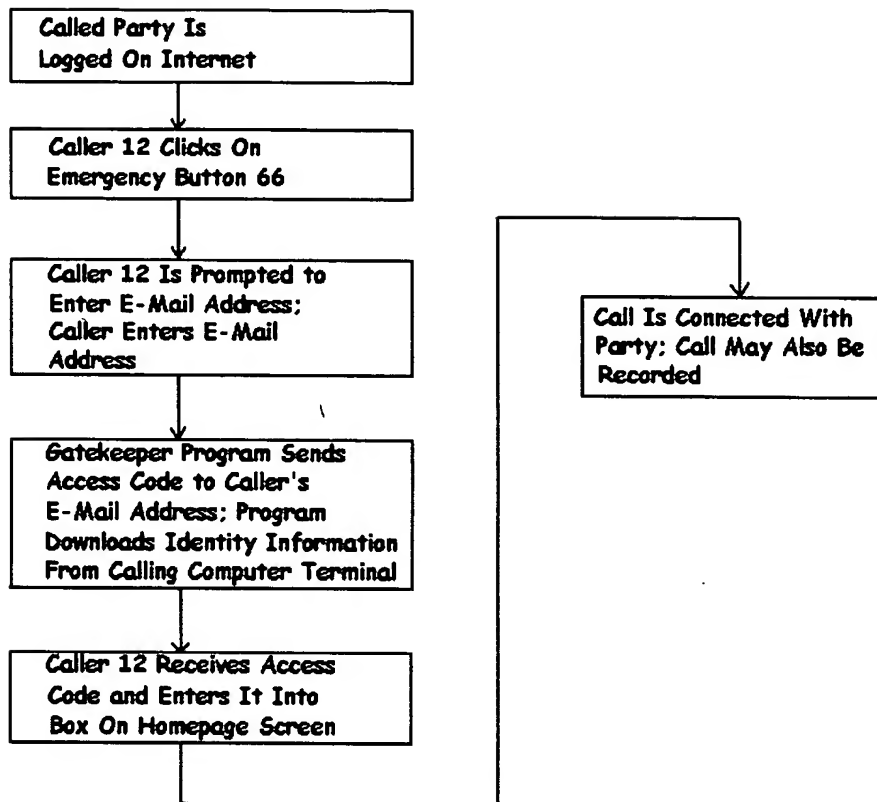 Called Party Is
Logged On Internet
Caller 12 Clicks On
Emergency Button 66
Caller 12 Is Prompted to
Enter E-Mail Address;
Caller Enters E-Mail
Address
Gatekeeper Program Sends
Access Code to Caller's
E-Mail Address; Program
Downloads Identity Information
From Calling Computer Terminal
Caller 12 Receives Access
Code and Enters It Into
Box On Homepage Screen
Call Is Connected With
Party; Call May Also Be
Recorded